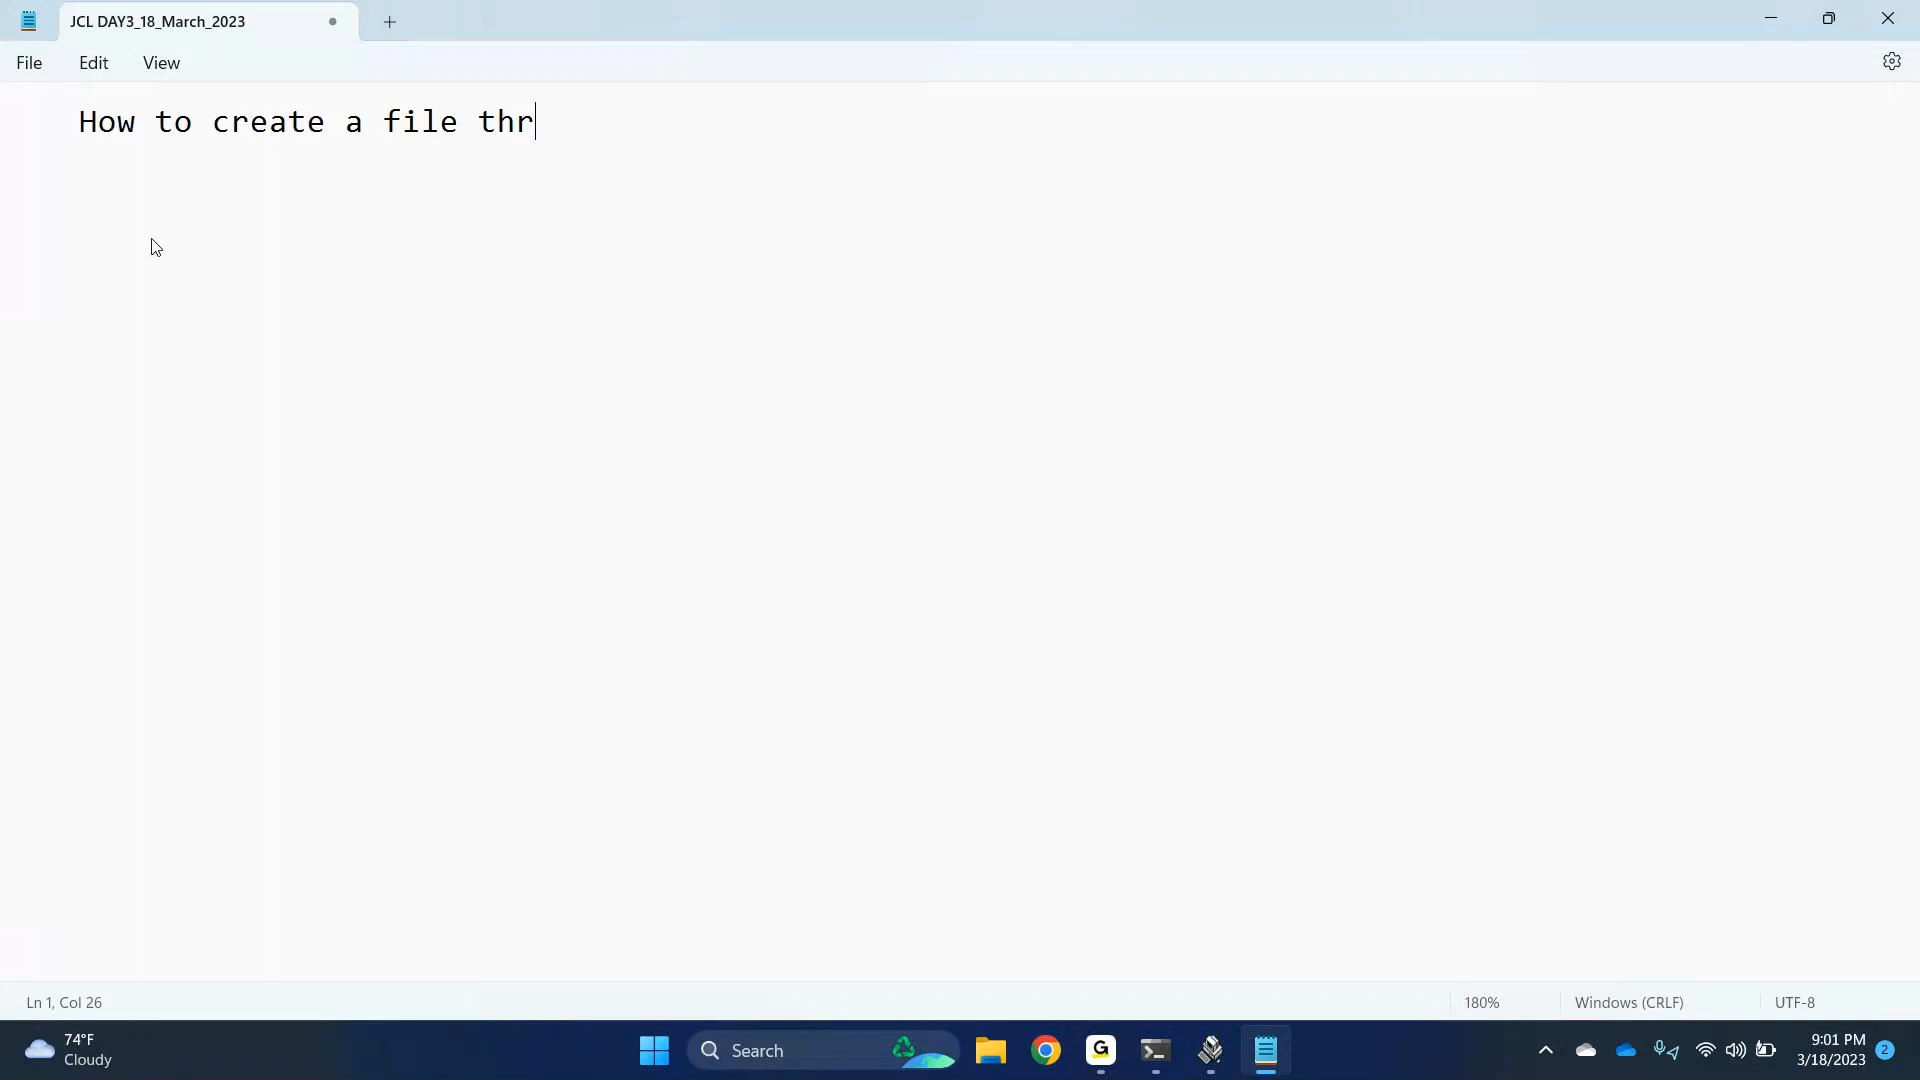 JCL DAY3_18_March_2023
File Edit View
How to create a file thr
Ln 1, Col 26 180% Windows (CRLF) UTF-8
74°F
Cloudy
Search
G
9:01 PM
3/18/2023
2